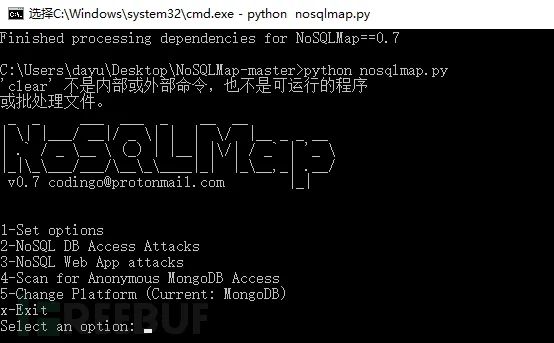 选择C:\Windows\system32\cmd.exe - python nosqlmap.py
Finished processing dependencies for NoSQLMap==0.7
C:\Users\dayu\Desktop\NoSQLMap-master>python nosqlmap.py
'clear' 不是内部或外部命令，也不是可运行的程序
或批处理文件。
NoSQLMap
v0.7 codingo@protonmail.com
1-Set options
2-NoSQL DB Access Attacks
3-NoSQL Web App attacks
4-Scan for Anonymous MongoDB Access
5-Change Platform (Current: MongoDB)
x-Exit
Select an option:
FREEBUF